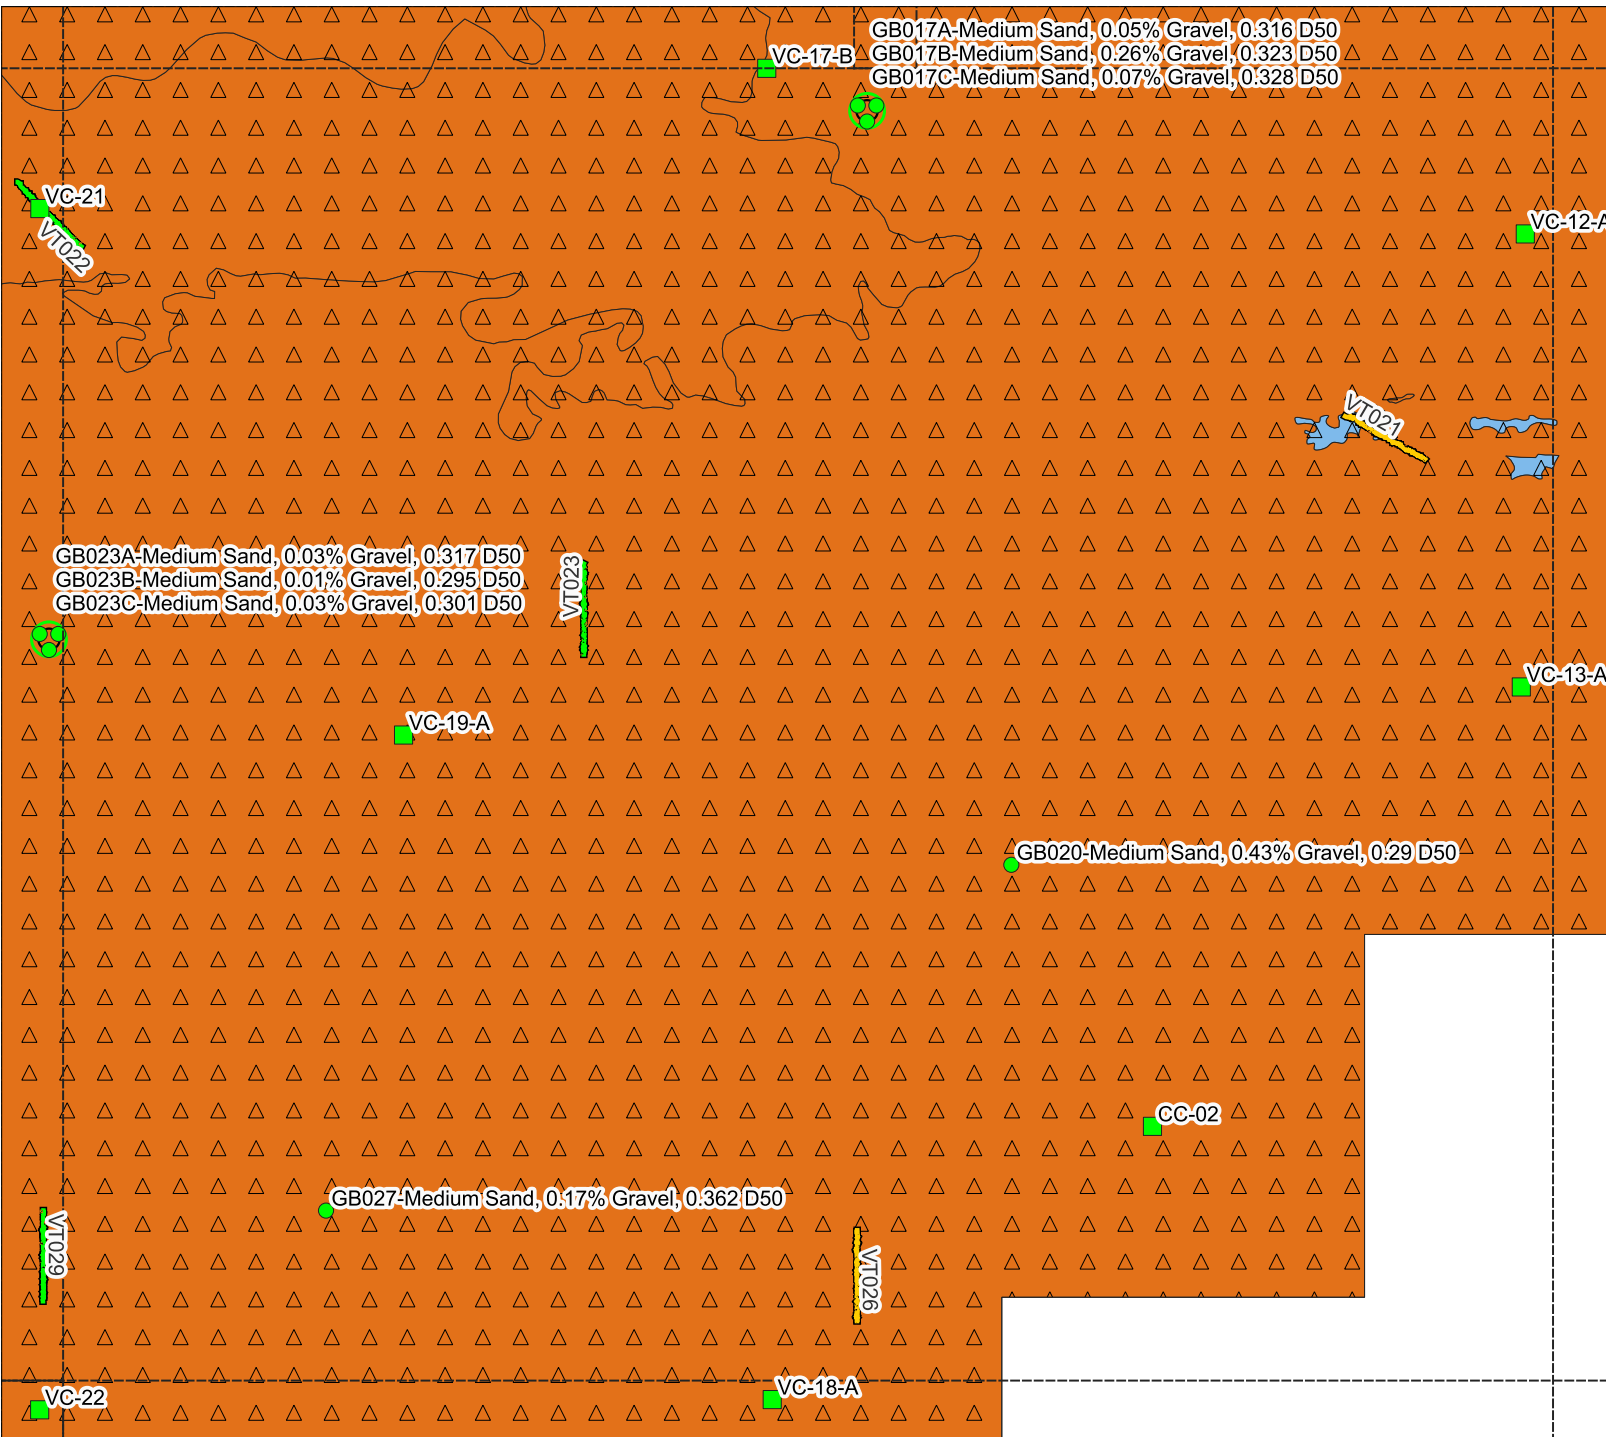 GB017A-Medium Sand, 0.05% Gravel, 0.316 D50
GB017B-Medium Sand, 0.26% Gravel, 0.323 D50
GB017C-Medium Sand, 0.07% Gravel, 0.328 D50
VC-17-B
VC-21
VT022
VC-12-A
VT021
GB023A-Medium Sand, 0.03% Gravel, 0.317 D50
GB023B-Medium Sand, 0.01% Gravel, 0.295 D50
GB023C-Medium Sand, 0.03% Gravel, 0.301 D50
VT023
VC-13-A
VC-19-A
GB020-Medium Sand, 0.43% Gravel, 0.29 D50
CC-02
GB027-Medium Sand, 0.17% Gravel, 0.362 D50
VT029
VT026
VC-18-A
VC-22